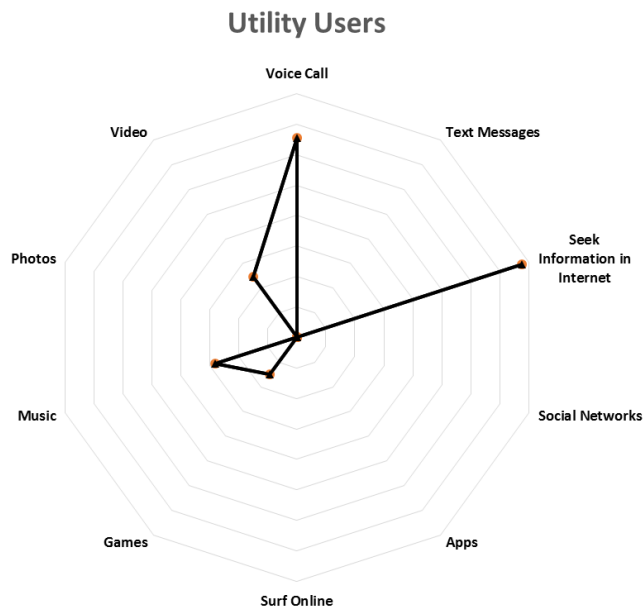 Utility Users
Voice Call
Text Messages
Seek
Information in
Internet
Social Networks
Apps
Surf Online
Games
Music
Photos
Video